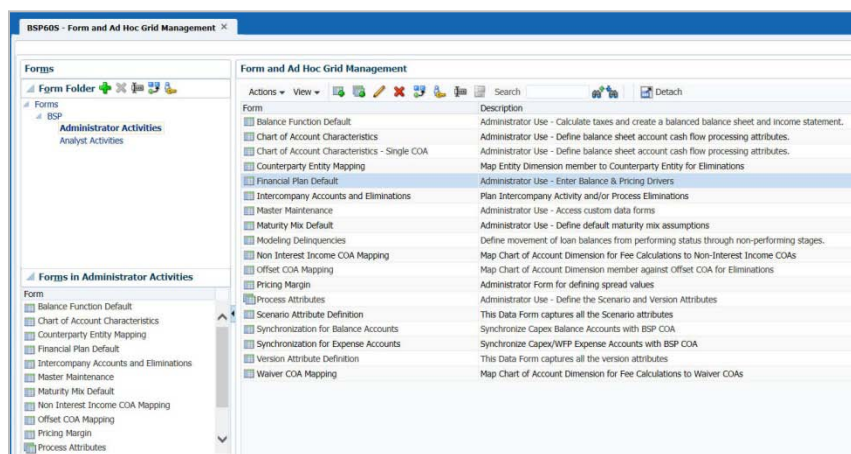 BSP60S - Form and Ad Hoc Grid Management ×
Forms
Form Folder
Forms
BSP
Administrator Activities
Analyst Activities
Forms in Administrator Activities
Form
Balance Function Default
Chart of Account Characteristics
Counterparty Entity Mapping
Financial Plan Default
Intercompany Accounts and Eliminations
Master Maintenance
Maturity Mix Default
Non Interest Income COA Mapping
Offset COA Mapping
Pricing Margin
Process Attributes
Form and Ad Hoc Grid Management
Actions View Search Detach
Form Description
Balance Function Default Administrator Use - Calculate taxes and create a balanced balance sheet and income statement.
Chart of Account Characteristics Administrator Use - Define balance sheet account cash flow processing attributes.
Chart of Account Characteristics - Single COA Administrator Use - Define balance sheet account cash flow processing attributes.
Counterparty Entity Mapping Map Entity Dimension member to Counterparty Entity for Eliminations
Financial Plan Default Administrator Use - Enter Balance & Pricing Drivers
Intercompany Accounts and Eliminations Plan Intercompany Activity and/or Process Eliminations
Master Maintenance Administrator Use - Access custom data forms
Maturity Mix Default Administrator Use - Define default maturity mix assumptions
Modeling Delinquencies Define movement of loan balances from performing status through non-performing stages.
Non Interest Income COA Mapping Map Chart of Account Dimension for Fee Calculations to Non-Interest Income COAs
Offset COA Mapping Map Chart of Account Dimension member against Offset COA for Eliminations
Pricing Margin Administrator Form for defining spread values
Process Attributes Administrator Use - Define the Scenario and Version Attributes
Scenario Attribute Definition This Data Form captures all the Scenario attributes
Synchronization for Balance Accounts Synchronize Capex Balance Accounts with BSP COA
Synchronization for Expense Accounts Synchronize Capex/WFP Expense Accounts with BSP COA
Version Attribute Definition This Data Form captures all the version attributes
Waiver COA Mapping Map Chart of Account Dimension for Fee Calculations to Waiver COAs